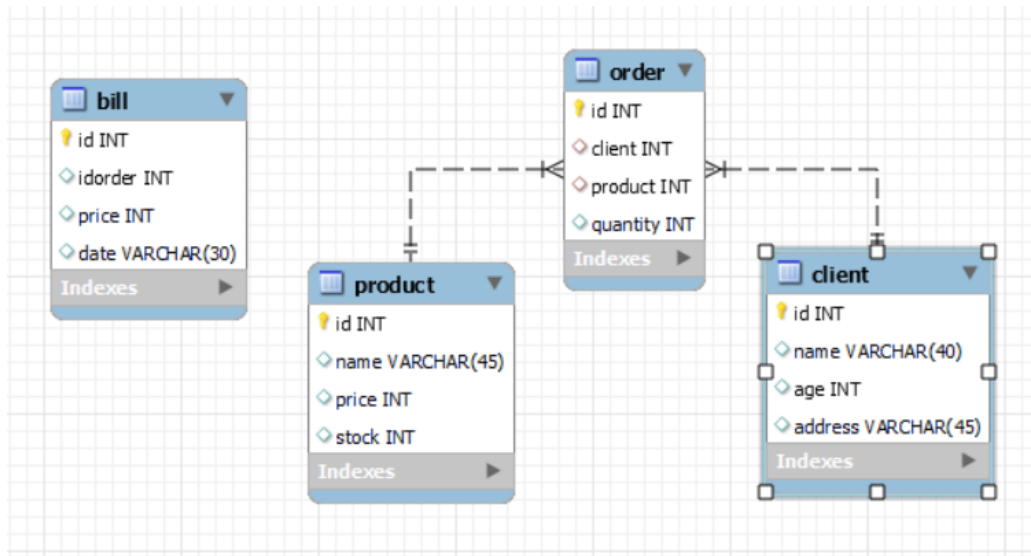 bill
id INT
idorder INT
price INT
date VARCHAR(30)
Indexes
order
id INT
client INT
product INT
quantity INT
Indexes
product
id INT
name VARCHAR(45)
price INT
stock INT
Indexes
client
id INT
name VARCHAR(40)
age INT
address VARCHAR(45)
Indexes